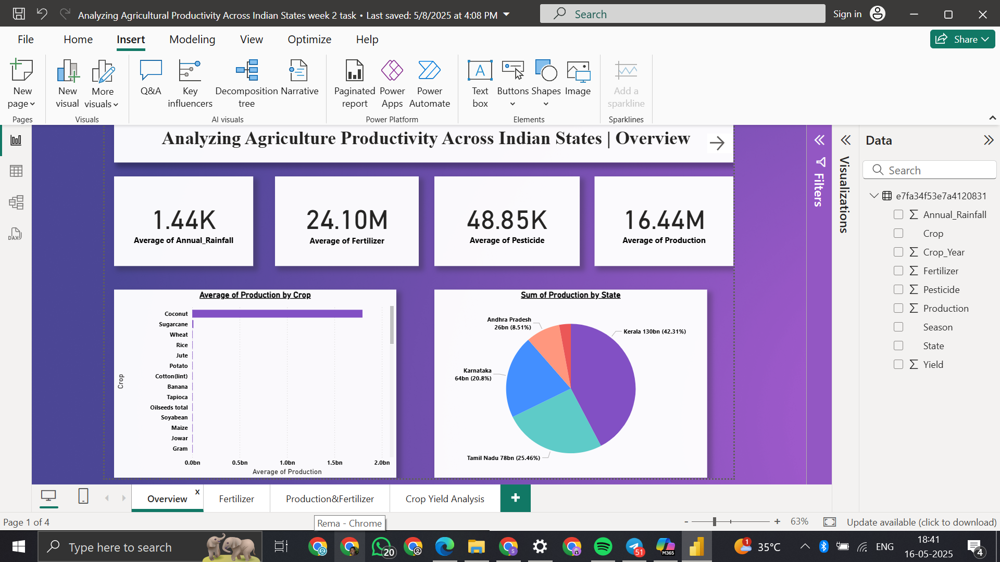 Analyzing Agricultural Productivity Across Indian States week 2 task • Last saved: 5/8/2025 at 4:08 PM
Search
Sign in
File
Home
Insert
Modeling
View
Optimize
Help
Share
New page
New visual
More visuals
Q&A
Key influencers
Decomposition tree
Narrative
Paginated report
Power Apps
Power Automate
Text box
Buttons
Shapes
Image
Add a sparkline
Pages
Visuals
AI visuals
Power Platform
Elements
Sparklines
DAX
Analyzing Agriculture Productivity Across Indian States | Overview
1.44K
Average of Annual_Rainfall
24.10M
Average of Fertilizer
48.85K
Average of Pesticide
16.44M
Average of Production
Average of Production by Crop
Crop
Coconut
Sugarcane
Wheat
Rice
Jute
Potato
Cotton(lint)
Banana
Tapioca
Oilseeds total
Soyabean
Maize
Jowar
Gram
0.0bn 0.5bn 1.0bn 1.5bn 2.0bn
Average of Production
Sum of Production by State
Andhra Pradesh
26bn (8.51%)
Kerala 130bn (42.31%)
Karnataka
64bn (20.8%)
Tamil Nadu 78bn (25.46%)
Filters
Visualizations
Data
Search
e7fa34f53e7a4120831
Annual_Rainfall
Crop
Crop_Year
Fertilizer
Pesticide
Production
Season
State
Yield
Overview
x
Fertilizer
Production&Fertilizer
Crop Yield Analysis
+
Page 1 of 4
Rema - Chrome
- + 63%
Update available (click to download)
Type here to search
20
S
51
M365
1
35°C
ENG
18:41
16-05-2025
4